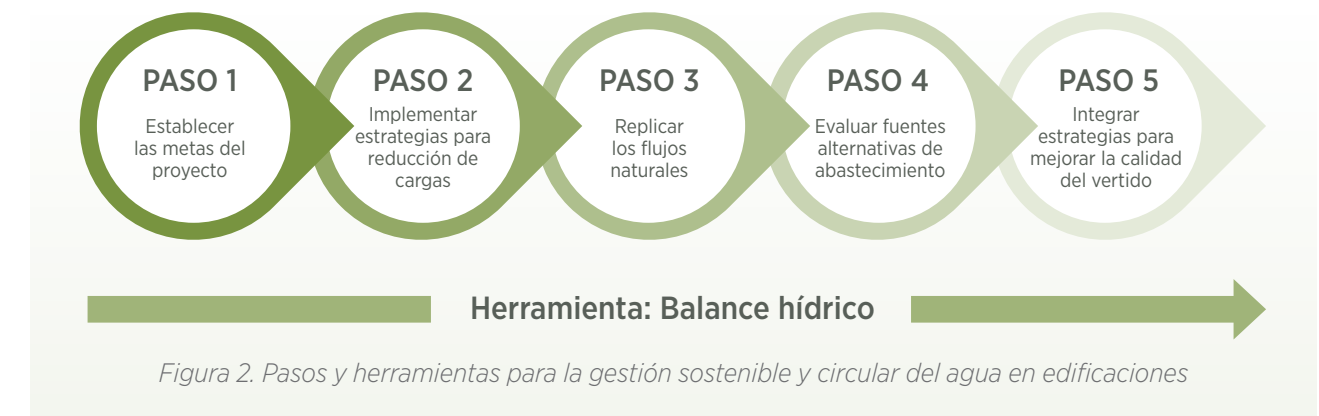 PASO 1
Establecer
las metas del
proyecto
PASO 2
Implementar
estrategias para
reducción de
cargas
PASO 3
Replicar
los flujos
naturales
PASO 4
Evaluar fuentes
alternativas de
abastecimiento
PASO 5
Integrar
estrategias para
mejorar la calidad
del vertido
Herramienta: Balance hídrico
Figura 2. Pasos y herramientas para la gestión sostenible y circular del agua en edificaciones